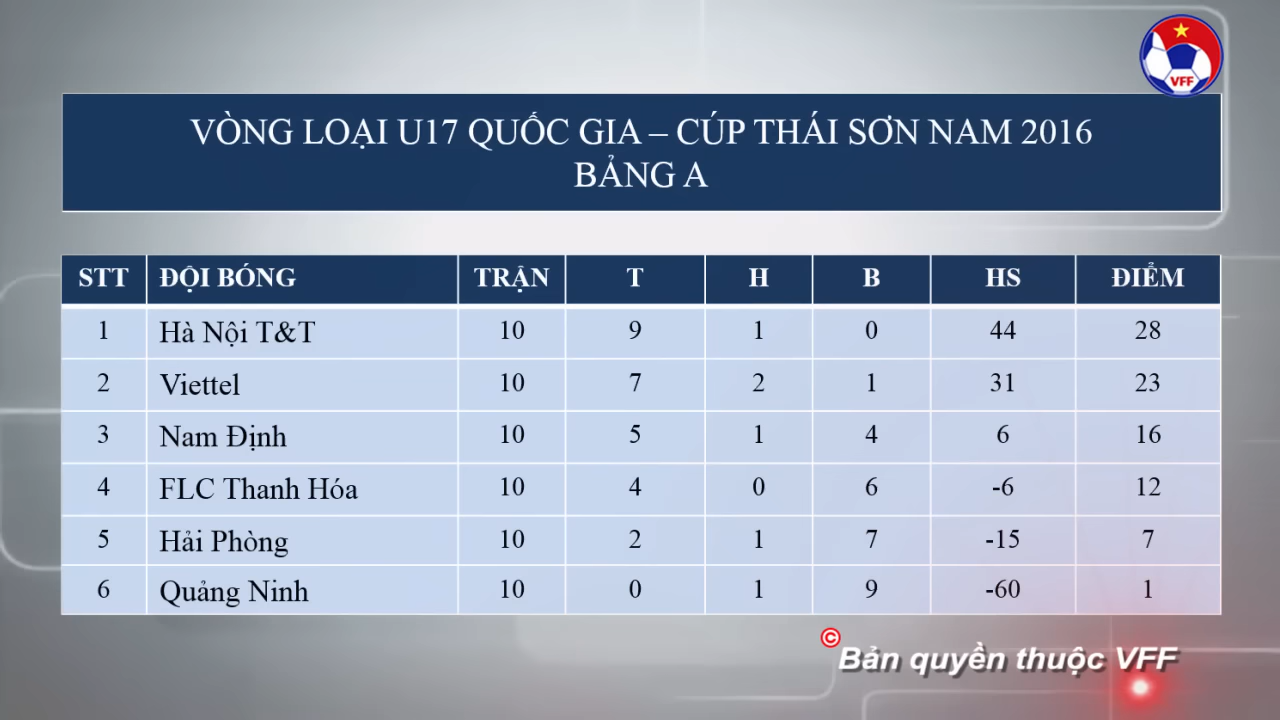 VFF
VÒNG LOẠI U17 QUỐC GIA – CÚP THÁI SƠN NAM 2016
BẢNG A
STT ĐỘI BÓNG TRẬN T H B HS ĐIỂM
1 Hà Nội T&T 10 9 1 0 44 28
2 Viettel 10 7 2 1 31 23
3 Nam Định 10 5 1 4 6 16
4 FLC Thanh Hóa 10 4 0 6 -6 12
5 Hải Phòng 10 2 1 7 -15 7
6 Quảng Ninh 10 0 1 9 -60 1
© Bản quyền thuộc VFF